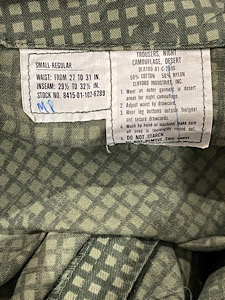 SMALL-REGULAR
WAIST: FROM 27 TO 31 IN.
INSEAM: 29½ TO 32½ IN.
STOCK NO. 8415-01-102-6289
MP
TROUSERS, NIGHT
CAMOUFLAGE, DESERT
50% COTTON 50% NYLON
CLIFFORD INDUSTRIES, INC
1. Wear as outer garment in desert
areas for night camouflage.
2. Adjust waist by drawcord.
3. Wear leg bottoms outside footgear
and secure drawcords.
4. Wash by hand or machine. Make sure
all soap is thoroughly rinsed out.
5. DO NOT STARCH